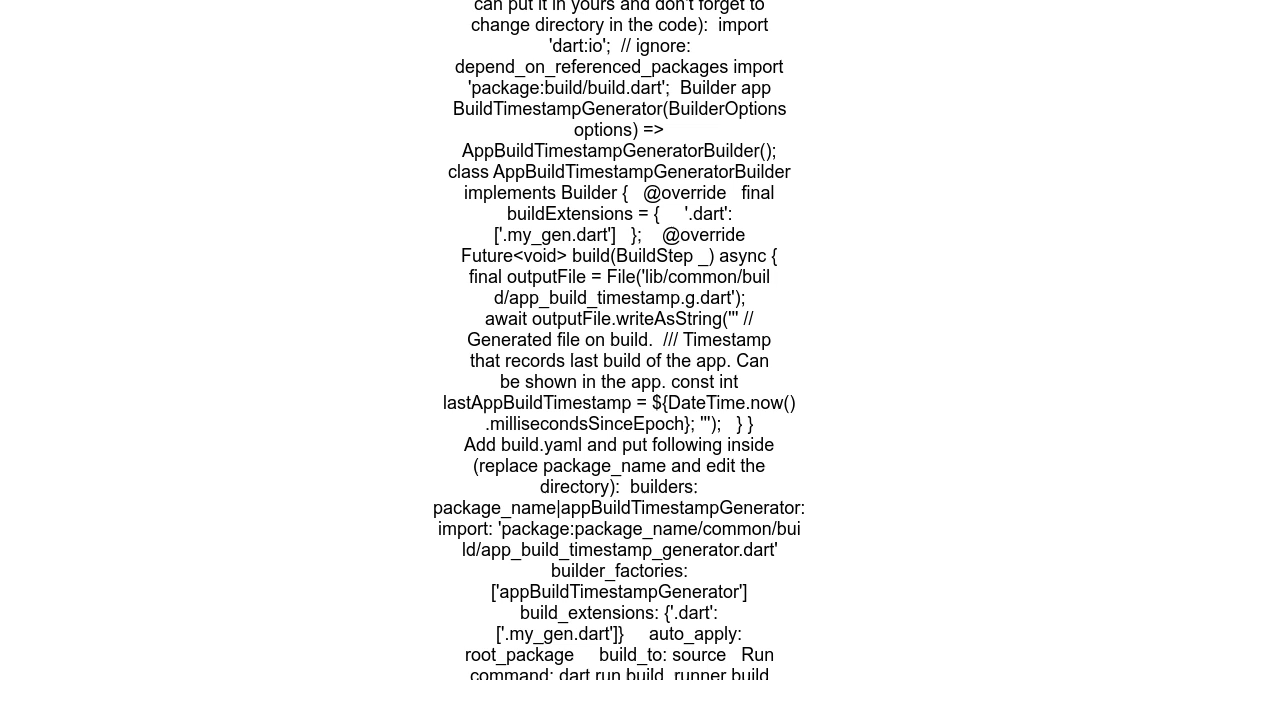 can put it in yours and don't forget to
change directory in the code):  import
'dart:io';  // ignore:
depend_on_referenced_packages import
'package:build/build.dart';  Builder app
BuildTimestampGenerator(BuilderOptions
options) =>
AppBuildTimestampGeneratorBuilder();
class AppBuildTimestampGeneratorBuilder
implements Builder {   @override   final
buildExtensions = {     '.dart':
['.my_gen.dart']   };    @override
Future<void> build(BuildStep _) async {
final outputFile = File('lib/common/buil
d/app_build_timestamp.g.dart');
await outputFile.writeAsString(''' //
Generated file on build.  /// Timestamp
that records last build of the app. Can
be shown in the app. const int
lastAppBuildTimestamp = ${DateTime.now()
.millisecondsSinceEpoch}; ''');   } }
Add build.yaml and put following inside
(replace package_name and edit the
directory):  builders:
package_name|appBuildTimestampGenerator:
import: 'package:package_name/common/bui
ld/app_build_timestamp_generator.dart'
builder_factories:
['appBuildTimestampGenerator']
build_extensions: {'.dart':
['.my_gen.dart']}     auto_apply:
root_package     build_to: source   Run
command: dart run build_runner build